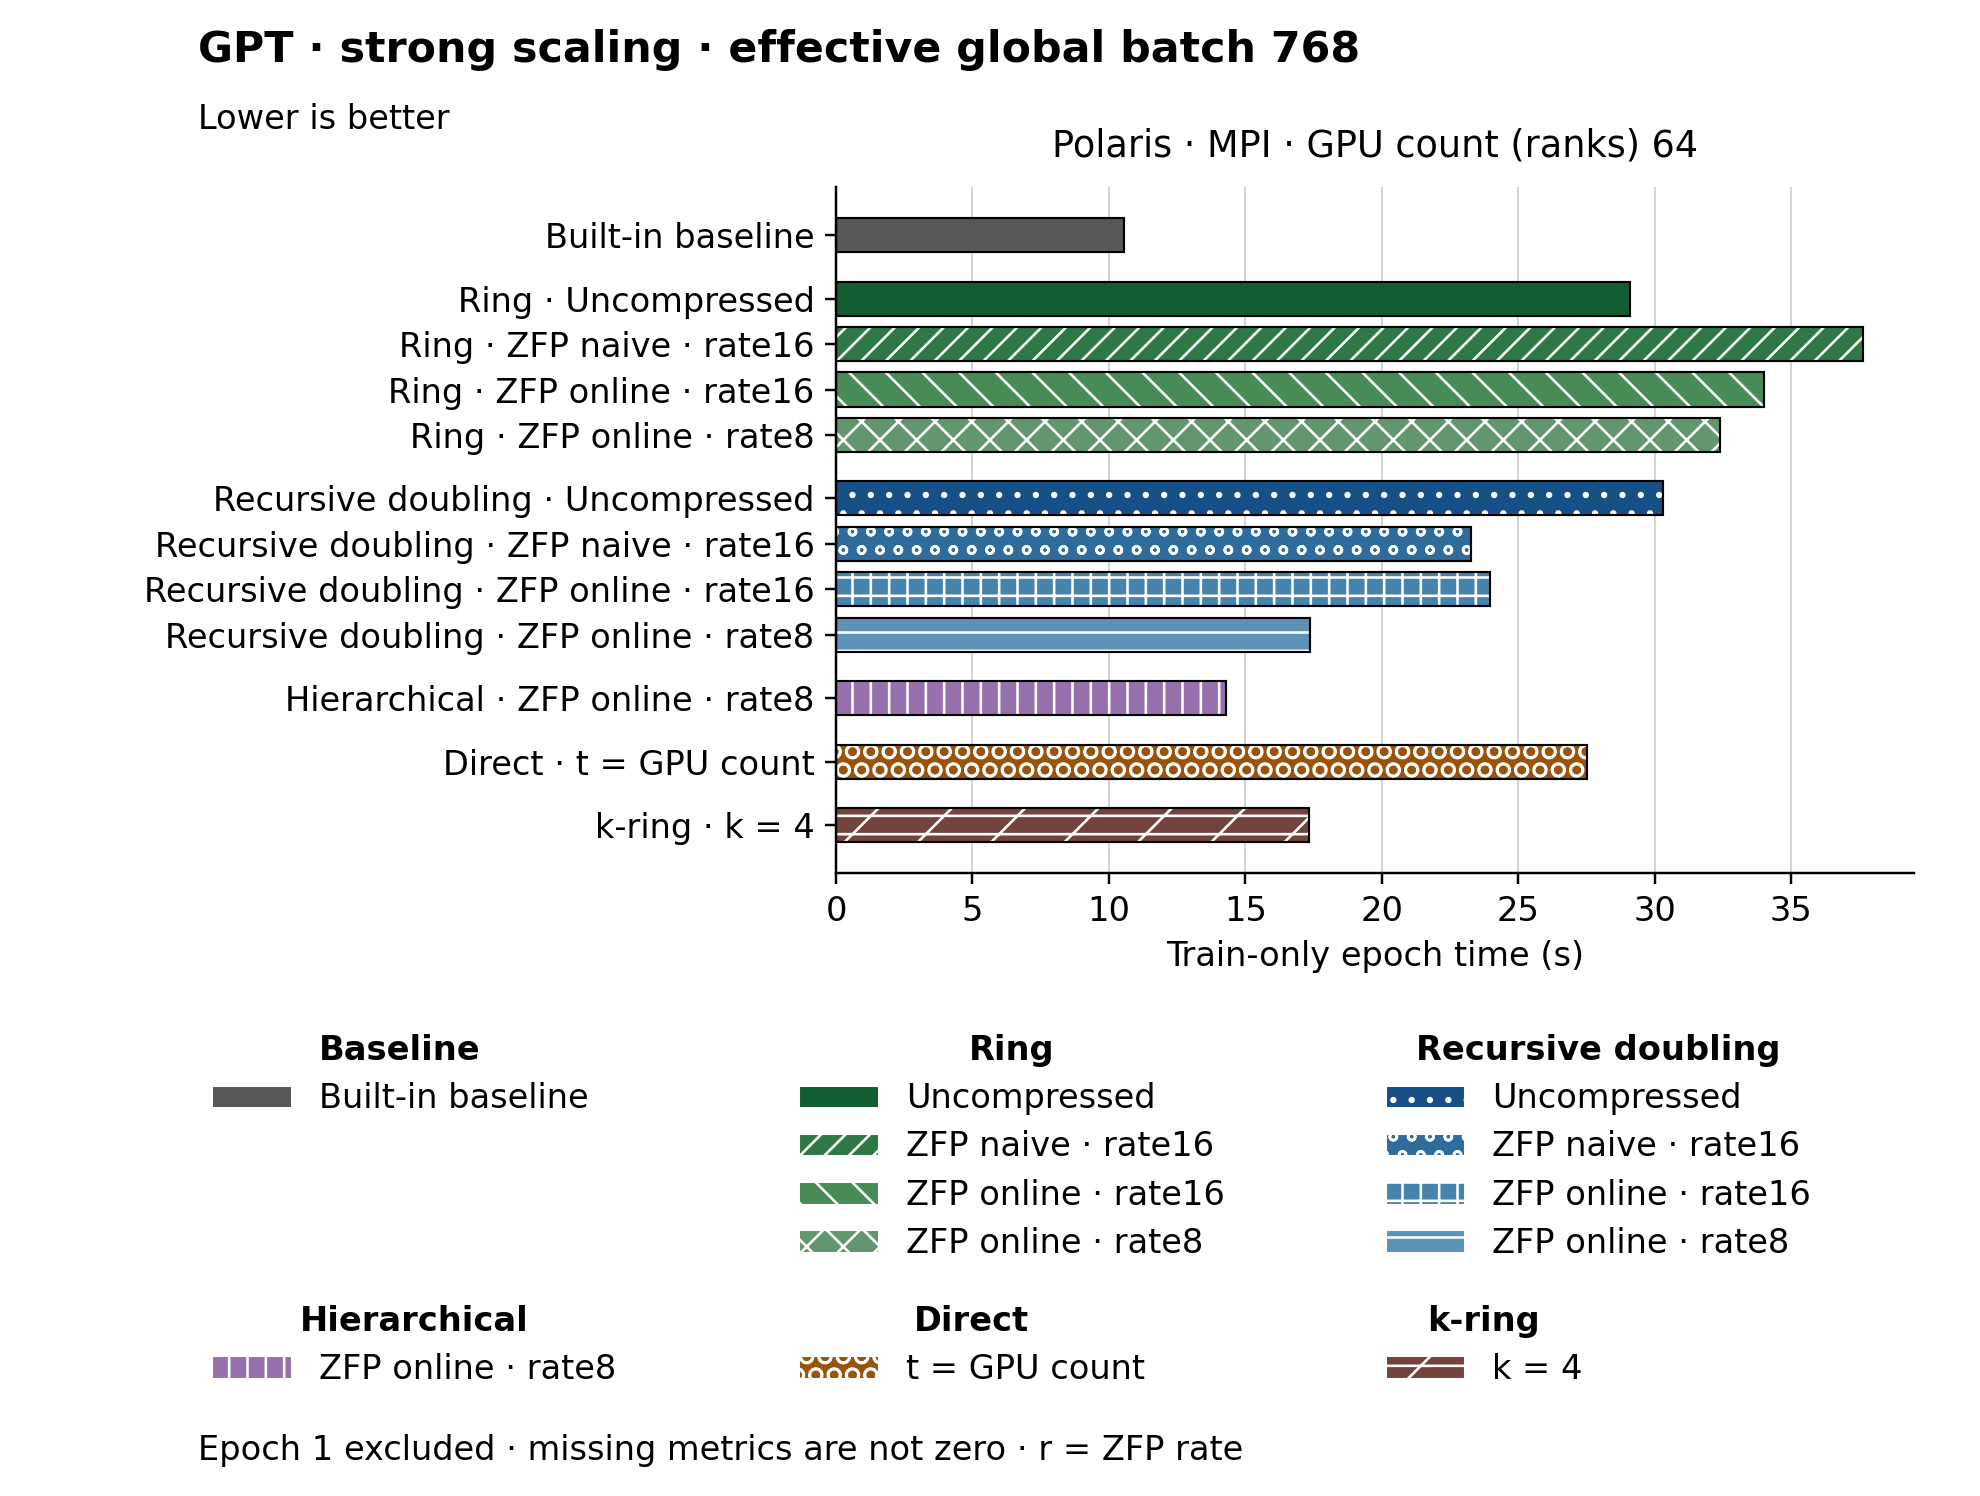 GPT · strong scaling · effective global batch 768
Lower is better
Polaris · MPI · GPU count (ranks) 64
Built-in baseline
Ring · Uncompressed
Ring · ZFP naive · rate16
Ring · ZFP online · rate16
Ring · ZFP online · rate8
Recursive doubling · Uncompressed
Recursive doubling · ZFP naive · rate16
Recursive doubling · ZFP online · rate16
Recursive doubling · ZFP online · rate8
Hierarchical · ZFP online · rate8
Direct · t = GPU count
k-ring · k = 4
0 5 10 15 20 25 30 35
Train-only epoch time (s)
Baseline
Built-in baseline
Ring
Uncompressed
ZFP naive · rate16
ZFP online · rate16
ZFP online · rate8
Recursive doubling
Uncompressed
ZFP naive · rate16
ZFP online · rate16
ZFP online · rate8
Hierarchical
ZFP online · rate8
Direct
t = GPU count
k-ring
k = 4
Epoch 1 excluded · missing metrics are not zero · r = ZFP rate